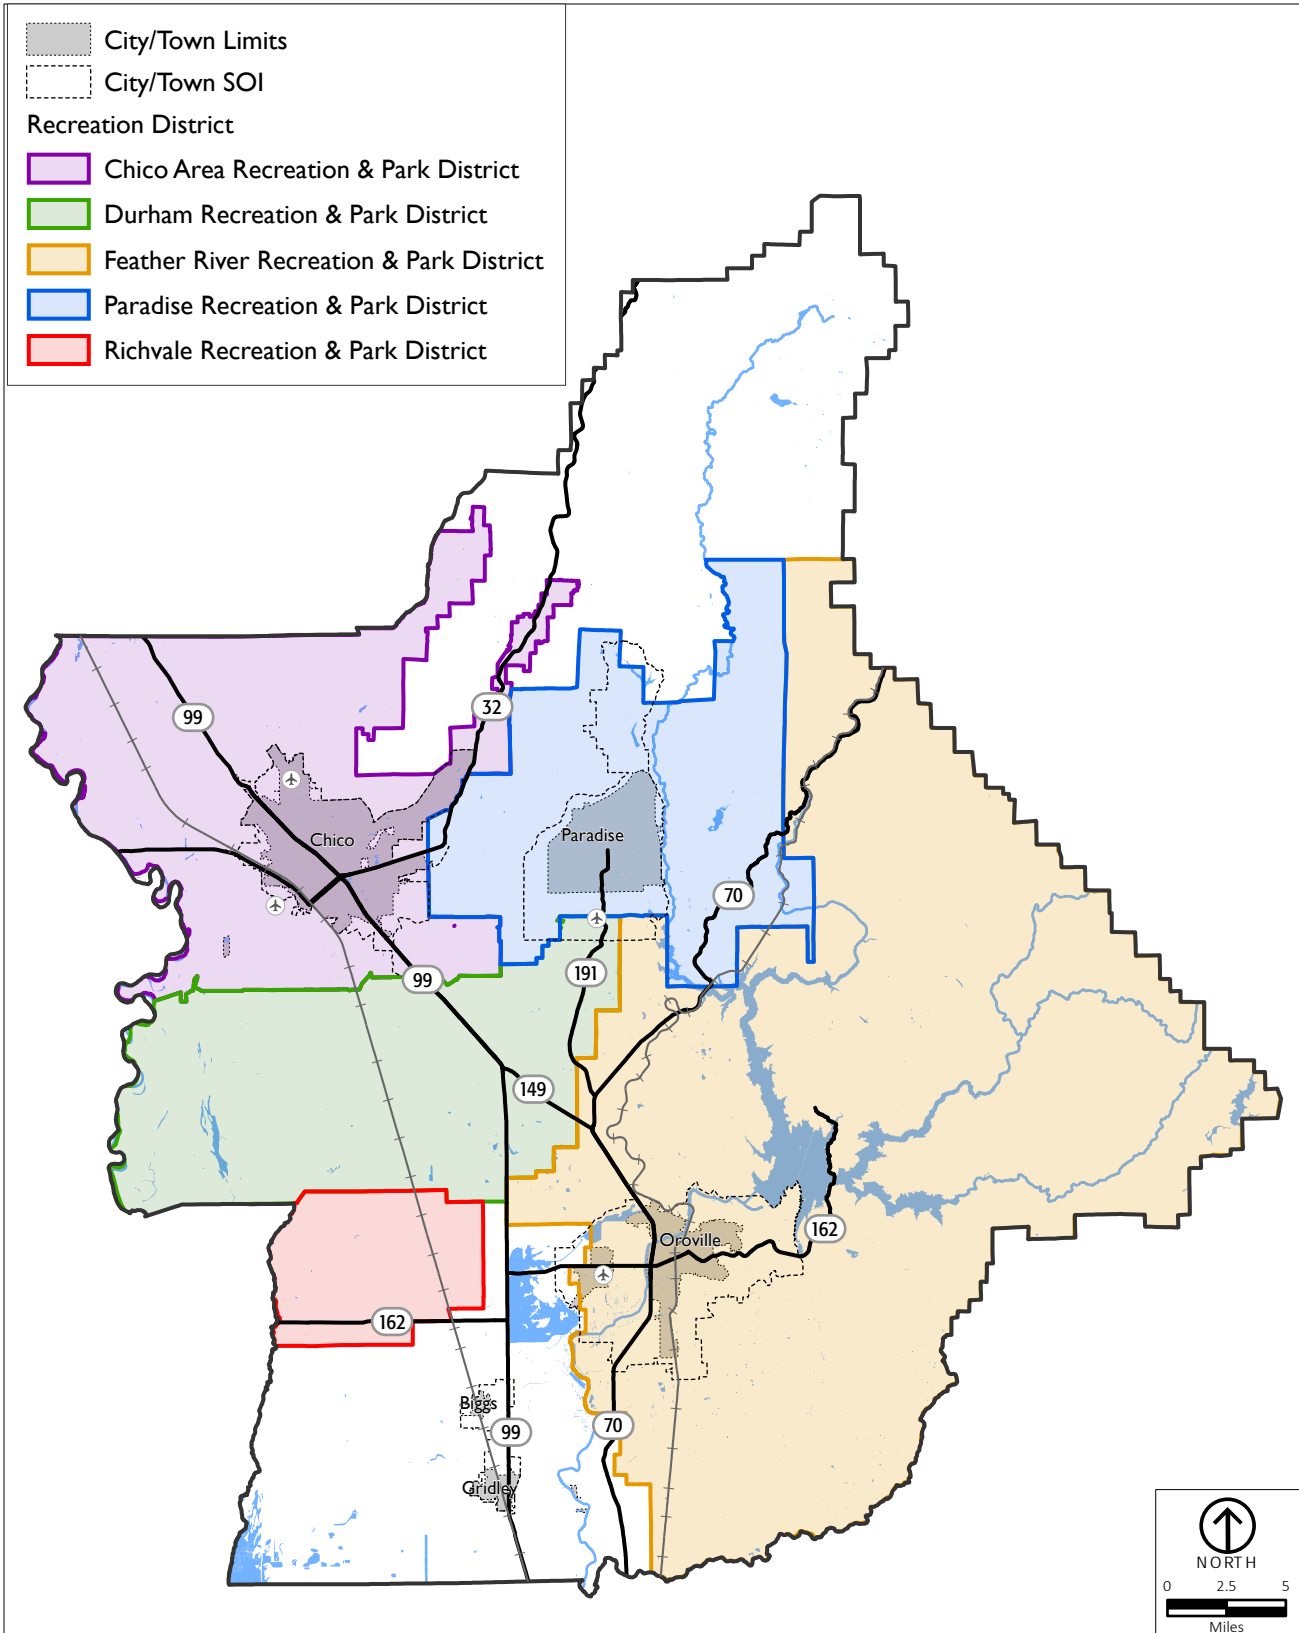 City/Town Limits
City/Town SOI
Recreation District
Chico Area Recreation & Park District
Durham Recreation & Park District
Feather River Recreation & Park District
Paradise Recreation & Park District
Richvale Recreation & Park District
32
99
Chico
Paradise
70
191
99
149
Oroville
162
162
Biggs
99
70
Gridley
NORTH
0 2.5 5
Miles